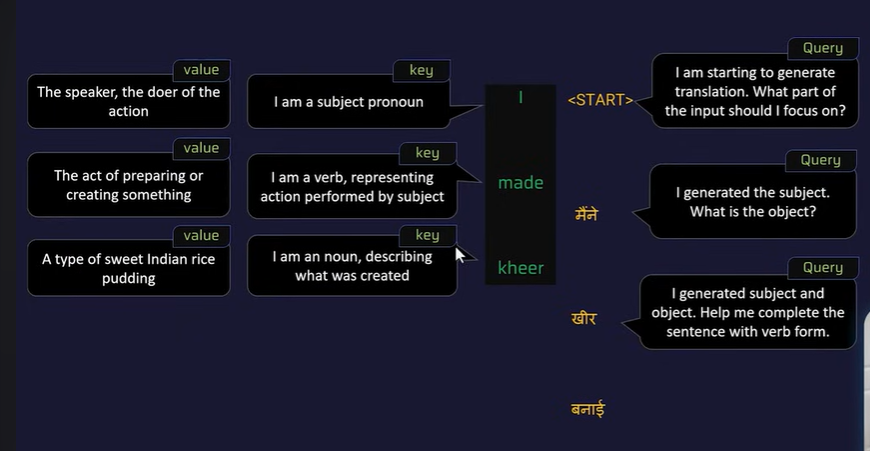 value
The speaker, the doer of the
action
key
I am a subject pronoun
I
<START>
Query
I am starting to generate
translation. What part of
the input should I focus on?
value
The act of preparing or
creating something
key
I am a verb, representing
action performed by subject
made
मैंने
Query
I generated the subject.
What is the object?
value
A type of sweet Indian rice
pudding
key
I am an noun, describing
what was created
kheer
खीर
Query
I generated subject and
object. Help me complete the
sentence with verb form.
बनाई